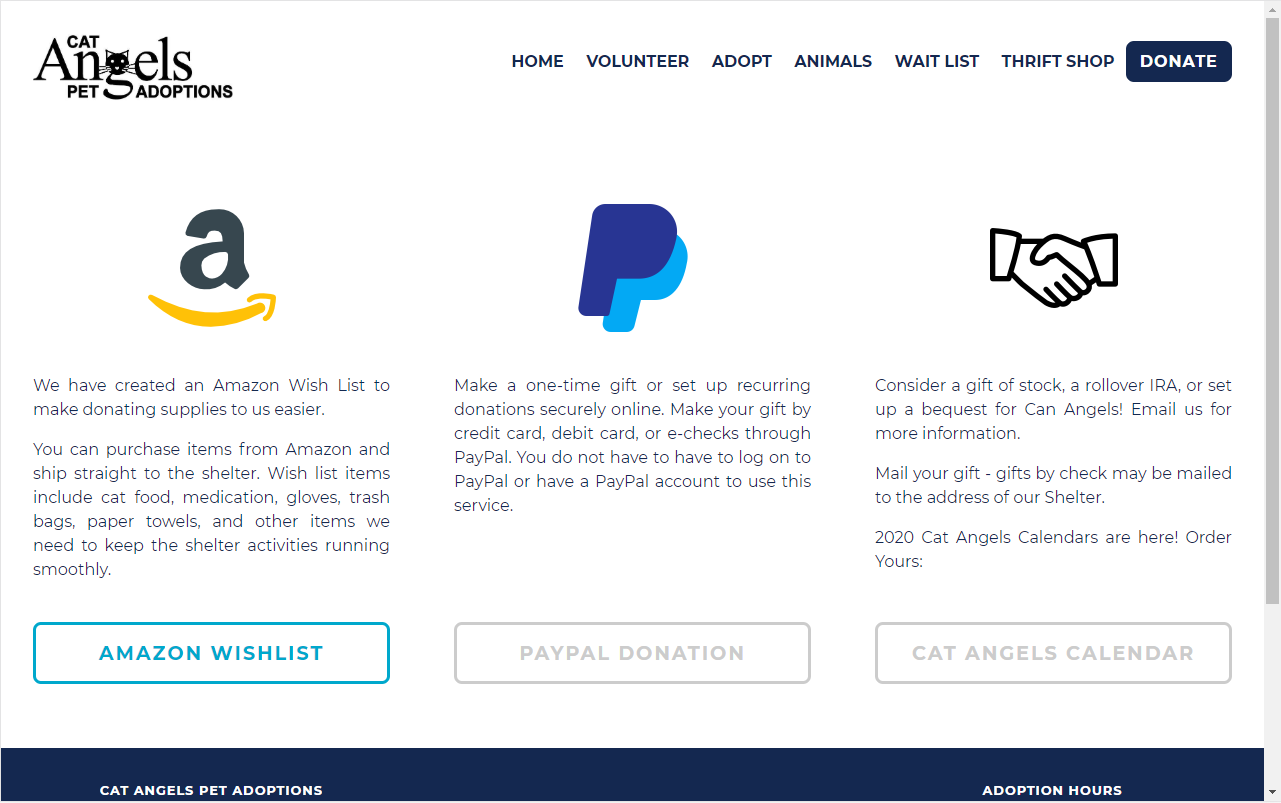 CAT
Angels
PET ADOPTIONS
HOME VOLUNTEER ADOPT ANIMALS WAIT LIST THRIFT SHOP DONATE
We have created an Amazon Wish List to
make donating supplies to us easier.
You can purchase items from Amazon and
ship straight to the shelter. Wish list items
include cat food, medication, gloves, trash
bags, paper towels, and other items we
need to keep the shelter activities running
smoothly.
AMAZON WISHLIST
Make a one-time gift or set up recurring
donations securely online. Make your gift by
credit card, debit card, or e-checks through
PayPal. You do not have to have to log on to
PayPal or have a PayPal account to use this
service.
PAYPAL DONATION
Consider a gift of stock, a rollover IRA, or set
up a bequest for Can Angels! Email us for
more information.
Mail your gift - gifts by check may be mailed
to the address of our Shelter.
2020 Cat Angels Calendars are here! Order
Yours:
CAT ANGELS CALENDAR
CAT ANGELS PET ADOPTIONS
ADOPTION HOURS